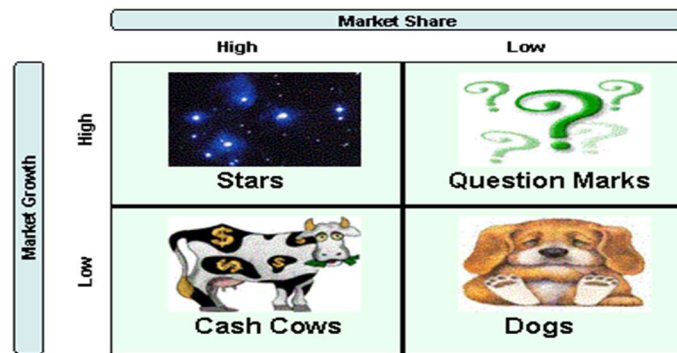 Market Share
High Low
Market Growth
High
Stars
Question Marks
Low
Cash Cows
Dogs